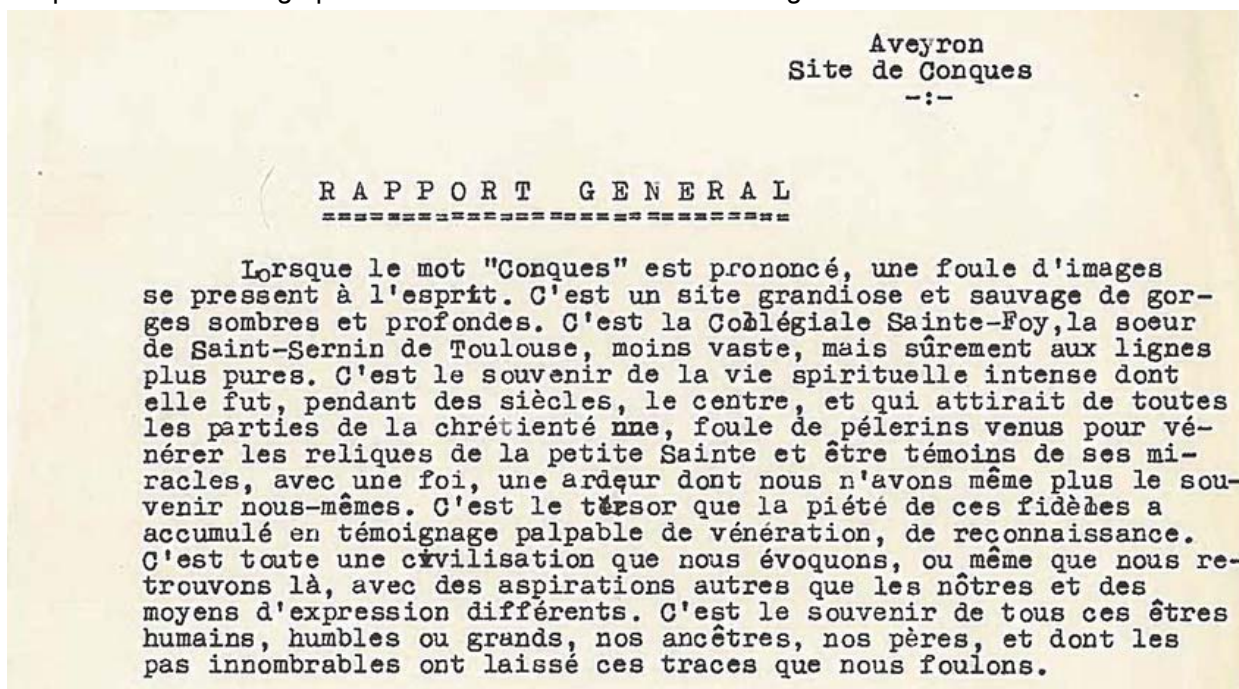 Aveyron
Site de Conques
-:-
RAPPORT GENERAL
==============================
Lorsque le mot "Conques" est prononcé, une foule d'images
se pressent à l'esprit. C'est un site grandiose et sauvage de gor-
ges sombres et profondes. C'est la Collégiale Sainte-Foy,la soeur
de Saint-Sernin de Toulouse, moins vaste, mais sûrement aux lignes
plus pures. C'est le souvenir de la vie spirituelle intense dont
elle fut, pendant des siècles, le centre, et qui attirait de toutes
les parties de la chrétienté une, foule de pélerins venus pour vé-
nérer les reliques de la petite Sainte et être témoins de ses mi-
racles, avec une foi, une ardeur dont nous n'avons même plus le sou-
venir nous-mêmes. C'est le trésor que la piété de ces fidèles a
accumulé en témoignage palpable de vénération, de reconnaissance.
C'est toute une civilisation que nous évoquons, ou même que nous re-
trouvons là, avec des aspirations autres que les nôtres et des
moyens d'expression différents. C'est le souvenir de tous ces êtres
humains, humbles ou grands, nos ancêtres, nos pères, et dont les
pas innombrables ont laissé ces traces que nous foulons.